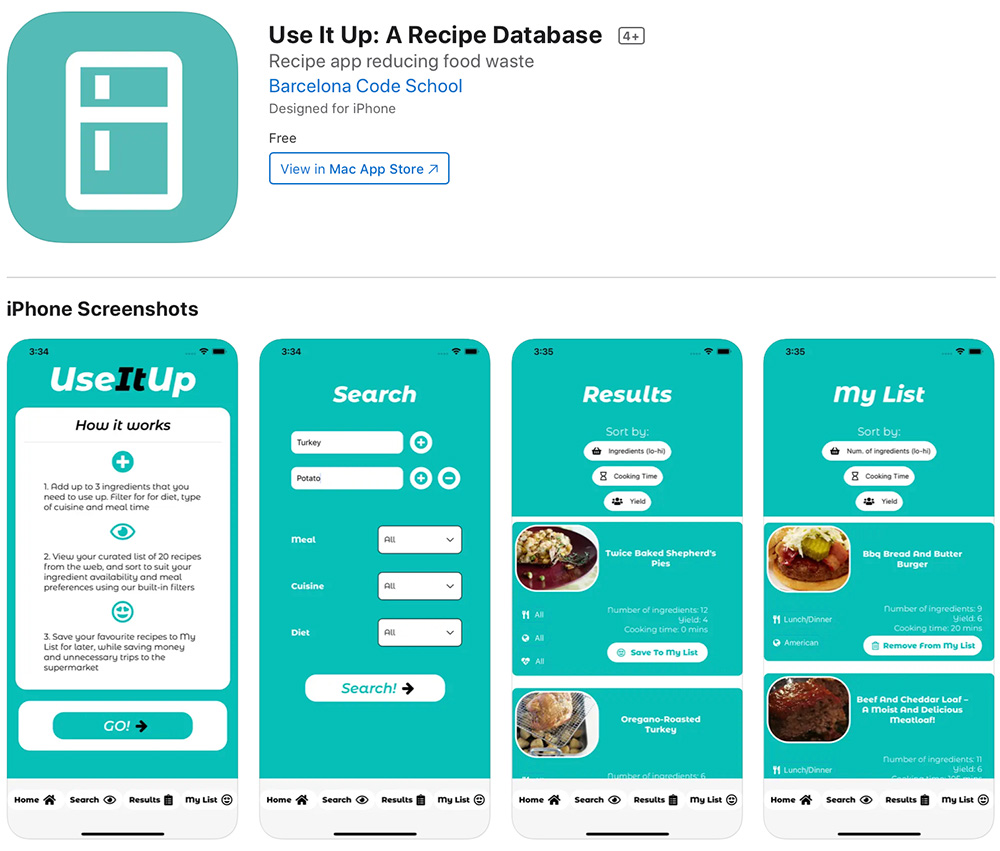 Use It Up: A Recipe Database 4+
Recipe app reducing food waste
Barcelona Code School
Designed for iPhone
Free
View in Mac App Store ↗
iPhone Screenshots
3:34
UseItUp
How it works
1. Add up to 3 ingredients that you
need to use up. Filter for for diet, type
of cuisine and meal time
2. View your curated list of 20 recipes
from the web, and sort to suit your
ingredient availability and meal
preferences using our built-in filters
3. Save your favourite recipes to My
List for later, while saving money
and unnecessary trips to the
supermarket
GO!
Home Search Results My List
3:34
Search
Turkey
Potato
Meal All
Cuisine All
Diet All
Search!
Home Search Results My List
3:35
Results
Sort by:
Ingredients (lo-hi)
Cooking Time
Yield
Twice Baked Shepherd's
Pies
Number of ingredients: 12
Yield: 4
Cooking time: 0 mins
All
All
All
Save To My List
Oregano-Roasted
Turkey
Number of ingredients: 6
Home Search Results My List
3:35
My List
Sort by:
Num. of ingredients (lo-hi)
Cooking Time
Yield
Bbq Bread And Butter
Burger
Number of ingredients: 9
Yield: 6
Cooking time: 20 mins
Lunch/Dinner
American
Remove From My List
Beef And Cheddar Loaf –
A Moist And Delicious
Meatloaf!
Number of ingredients: 11
Yield: 6
Lunch/Dinner
Cooking time: 105 mins
Home Search Results My List